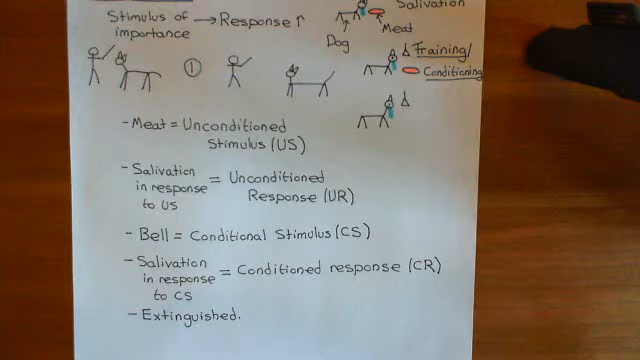 Salivation
Stimulus of → Response ↑
importance
Meat
Dog
Training/
Conditioning
1
- Meat = Unconditioned
Stimulus (US)
- Salivation
in response = Unconditioned
to US Response (UR)
- Bell = Conditional Stimulus (CS)
- Salivation
in response = Conditioned response (CR)
to CS
- Extinguished.